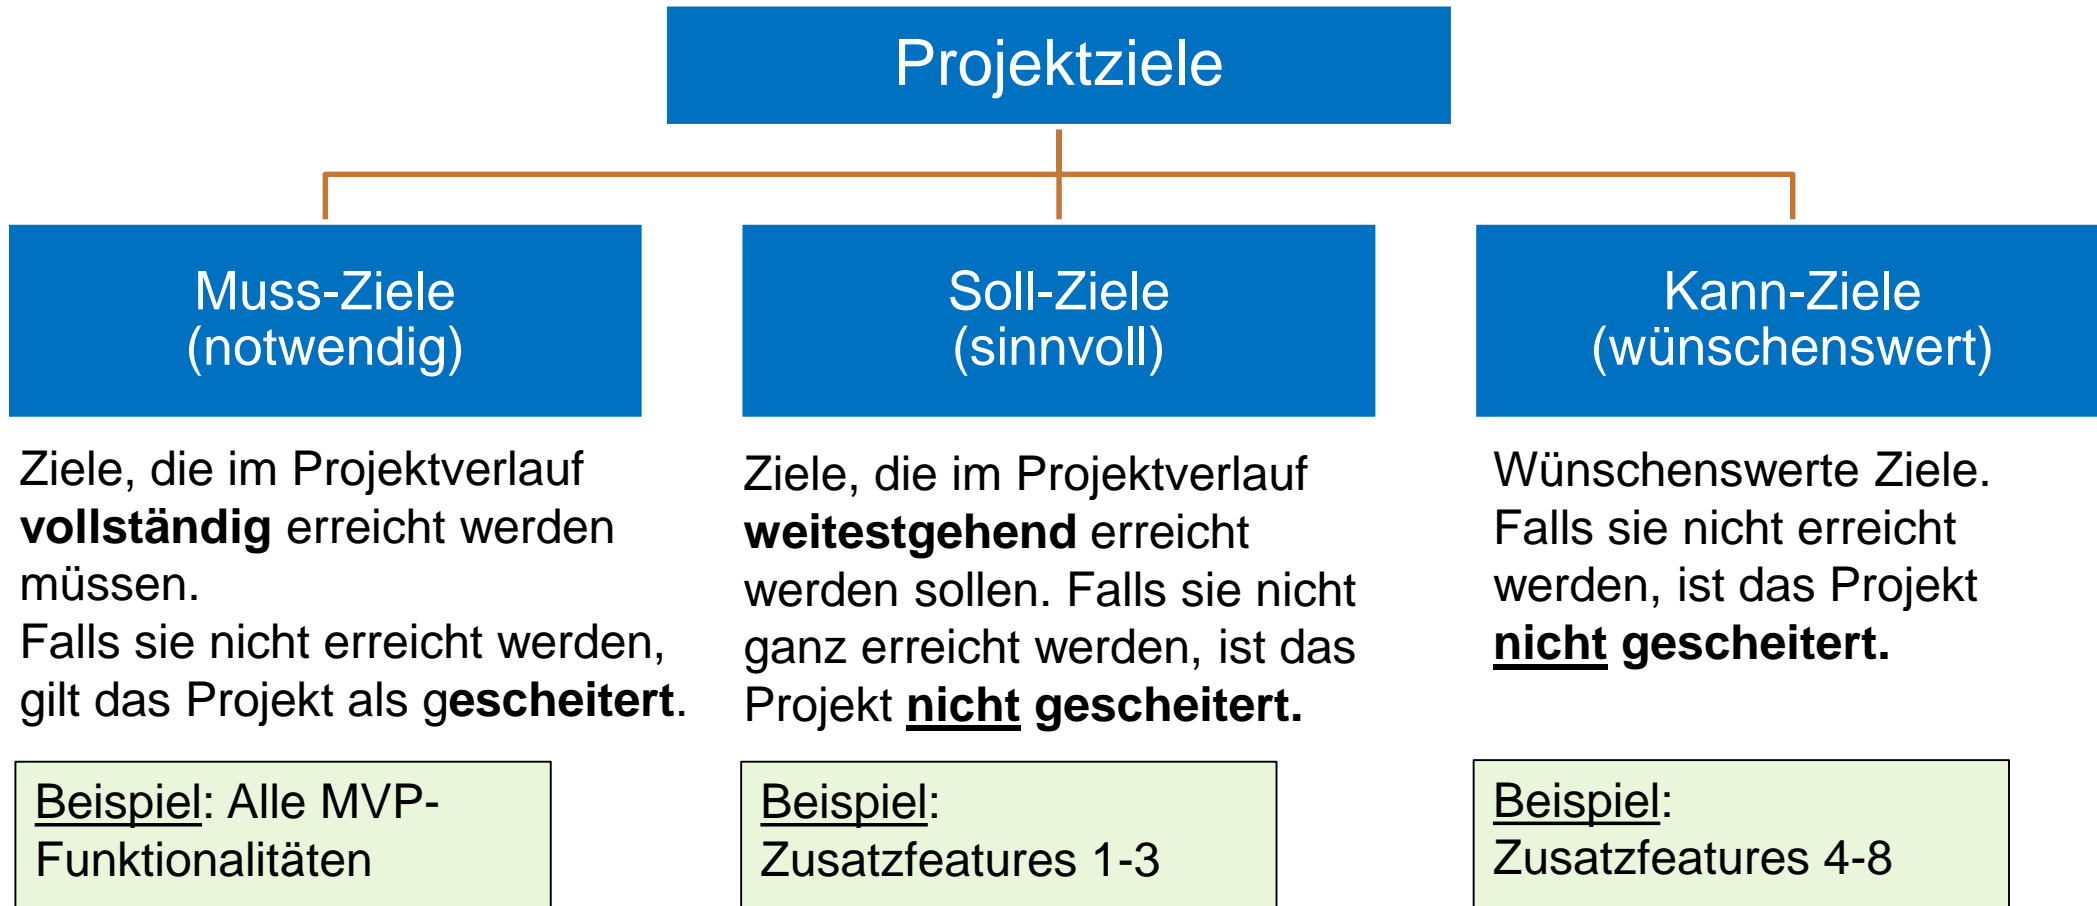 Projektziele
Muss-Ziele
(notwendig)
Soll-Ziele
(sinnvoll)
Kann-Ziele
(wünschenswert)
Ziele, die im Projektverlauf
vollständig erreicht werden
müssen.
Falls sie nicht erreicht werden,
gilt das Projekt als gescheitert.
Ziele, die im Projektverlauf
weitestgehend erreicht
werden sollen. Falls sie nicht
ganz erreicht werden, ist das
Projekt nicht gescheitert.
Wünschenswerte Ziele.
Falls sie nicht erreicht
werden, ist das Projekt
nicht gescheitert.
Beispiel: Alle MVP-
Funktionalitäten
Beispiel:
Zusatzfeatures 1-3
Beispiel:
Zusatzfeatures 4-8